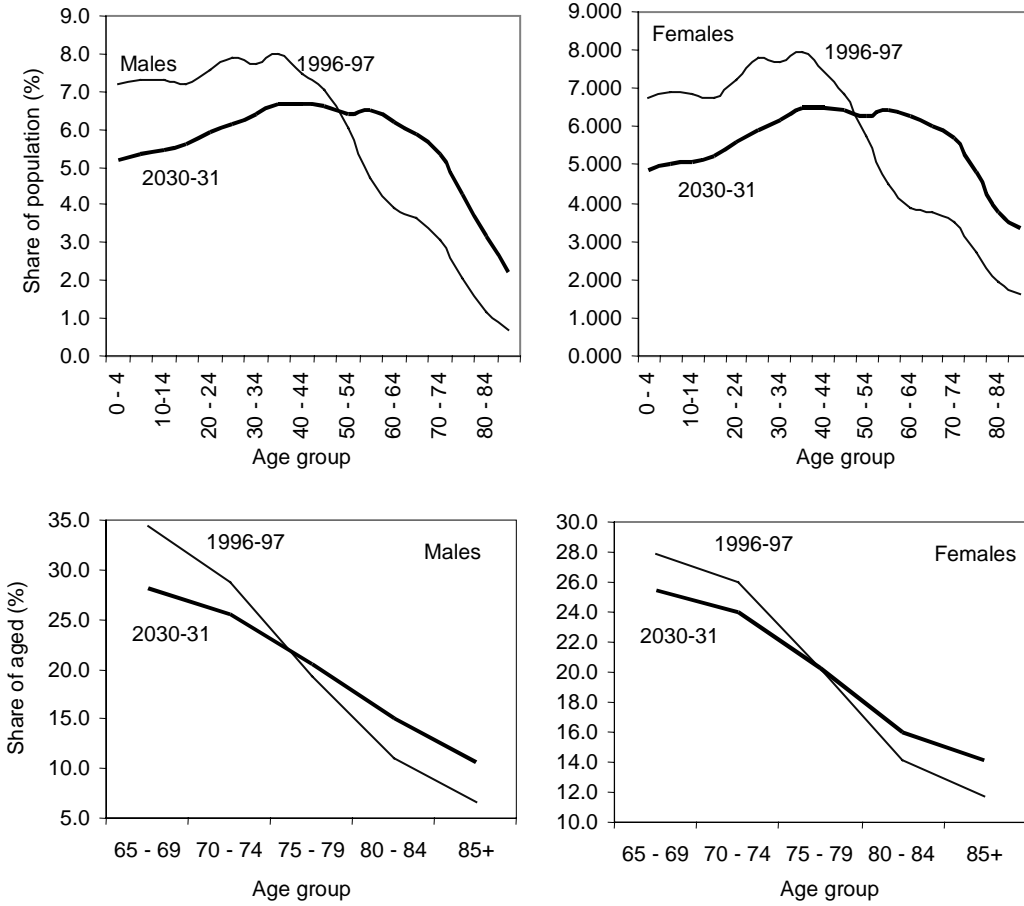 Share of population (%)
9.0
8.0
7.0
6.0
5.0
4.0
3.0
2.0
1.0
0.0
Males
1996-97
2030-31
0 - 4
10-14
20 - 24
30 - 34
40 - 44
50 - 54
60 - 64
70 - 74
80 - 84
Age group
9.000
8.000
7.000
6.000
5.000
4.000
3.000
2.000
1.000
0.000
Females
1996-97
2030-31
0 - 4
10-14
20 - 24
30 - 34
40 - 44
50 - 54
60 - 64
70 - 74
80 - 84
Age group
Share of aged (%)
35.0
30.0
25.0
20.0
15.0
10.0
5.0
1996-97
Males
2030-31
65 - 69 70 - 74 75 - 79 80 - 84 85+
Age group
30.0
28.0
26.0
24.0
22.0
20.0
18.0
16.0
14.0
12.0
10.0
1996-97
Females
2030-31
65 - 69 70 - 74 75 - 79 80 - 84 85+
Age group